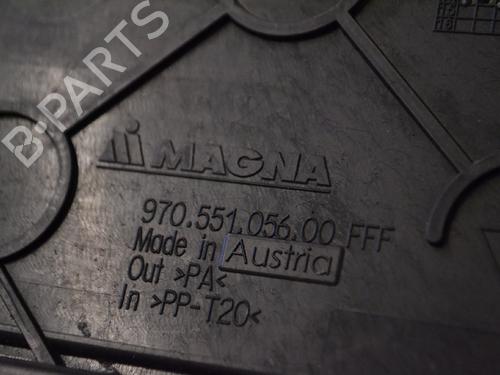 B-PARTS
MAGNA
970.551.056.00 FFF
Made in Austria
Out >PA<
In >PP-T20<